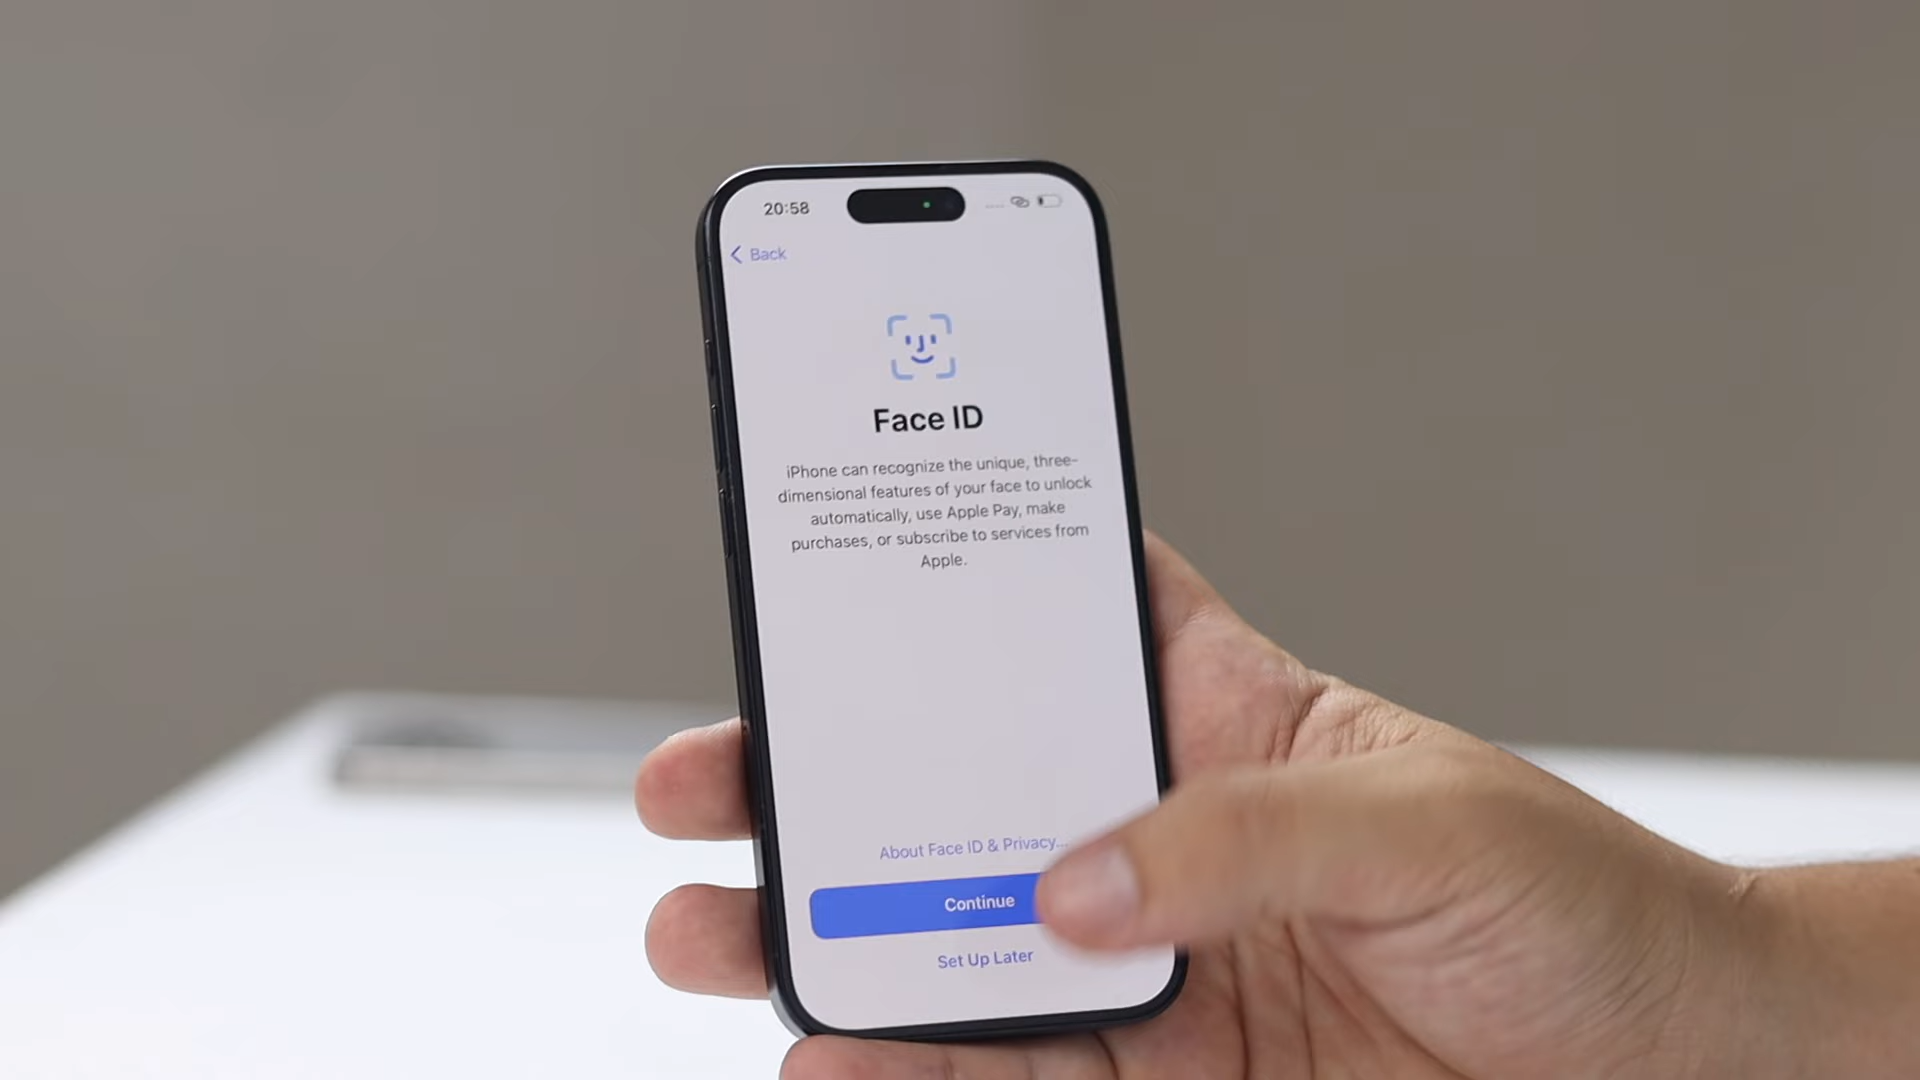 20:58
Back
Face ID
iPhone can recognize the unique, three-
dimensional features of your face to unlock
automatically, use Apple Pay, make
purchases, or subscribe to services from
Apple.
About Face ID & Privacy...
Continue
Set Up Later